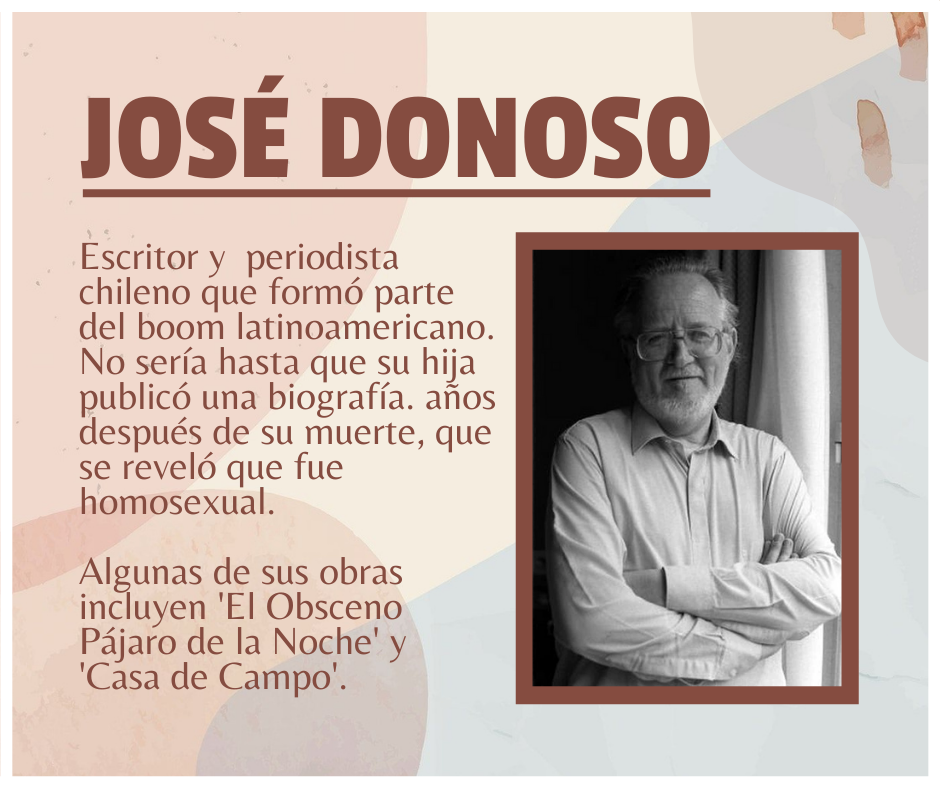 JOSÉ DONOSO
Escritor y periodista
chileno que formó parte
del boom latinoamericano.
No sería hasta que su hija
publicó una biografía. años
después de su muerte, que
se reveló que fue
homosexual.
Algunas de sus obras
incluyen 'El Obsceno
Pájaro de la Noche' y
'Casa de Campo'.